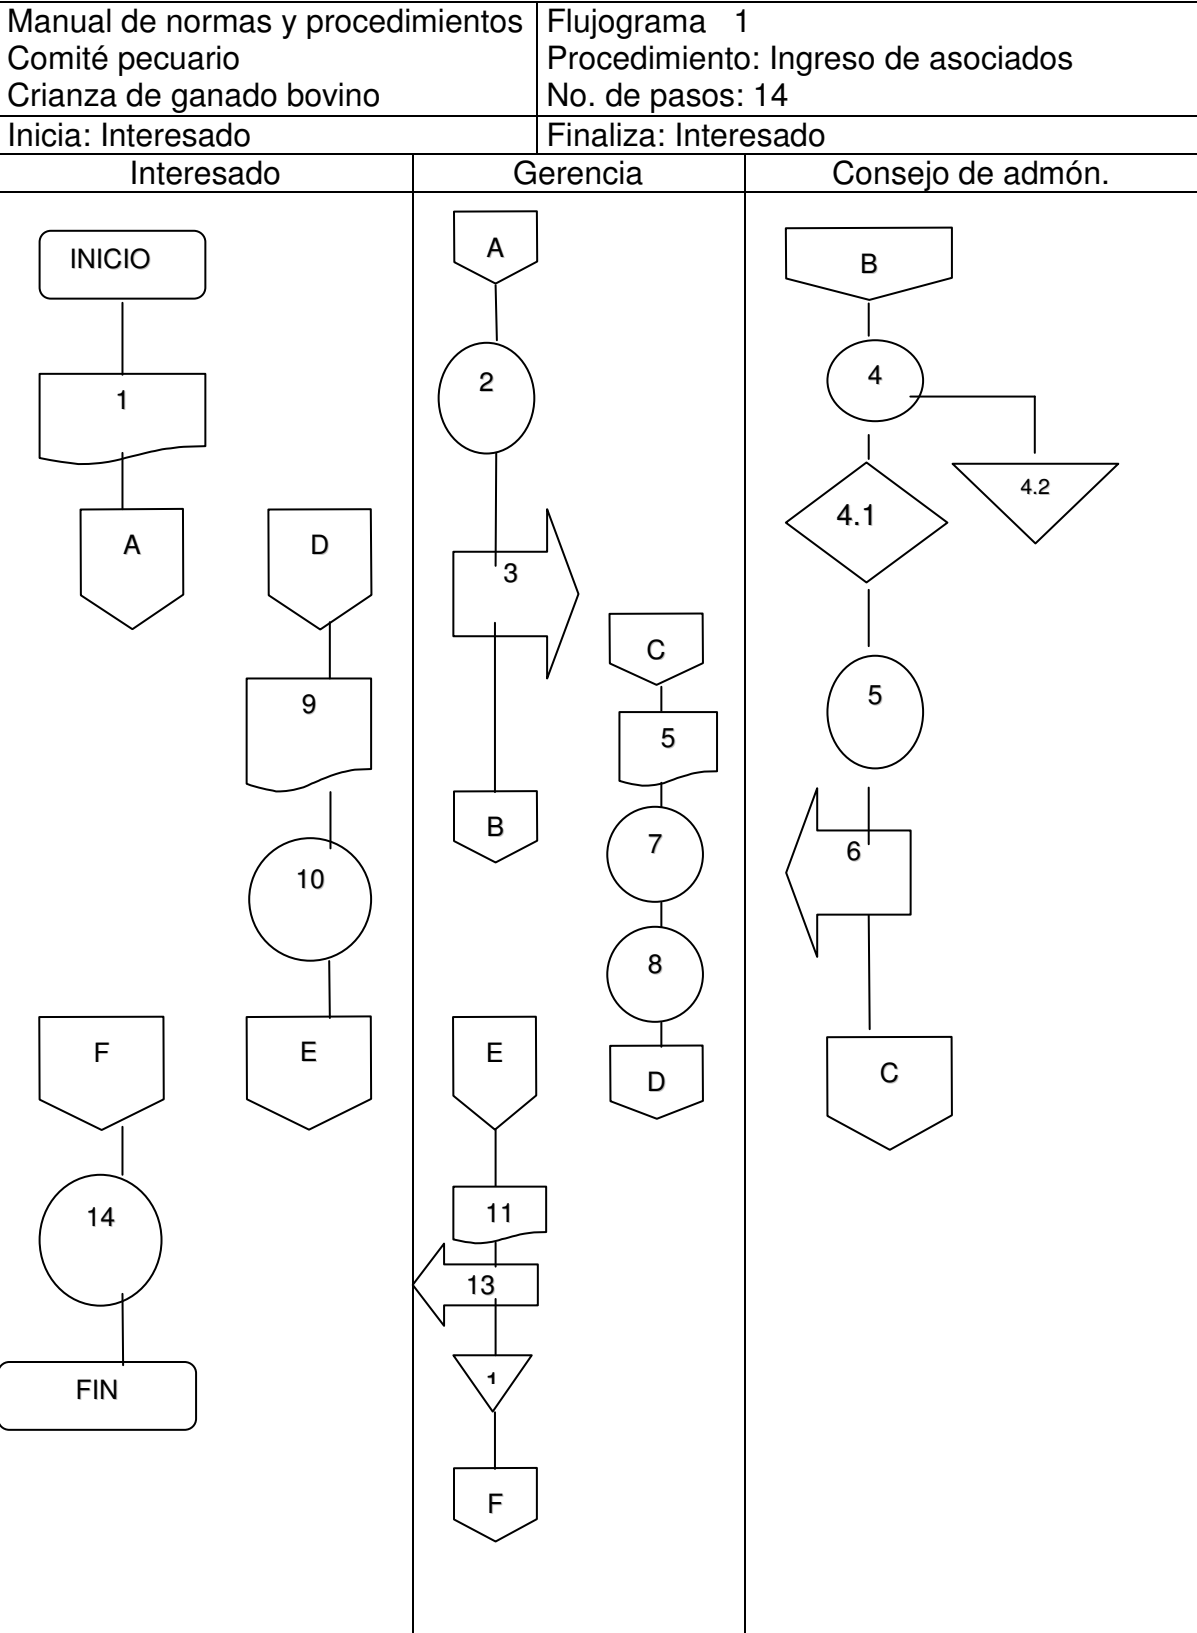 Manual de normas y procedimientos
Comité pecuario
Crianza de ganado bovino
Flujograma 1
Procedimiento: Ingreso de asociados
No. de pasos: 14
Inicia: Interesado
Finaliza: Interesado
Interesado
Gerencia
Consejo de admón.
INICIO
1
A
D
9
10
F
E
14
FIN
A
2
3
C
5
B
7
8
E
D
11
13
1
F
B
4
4.2
4.1
5
6
C